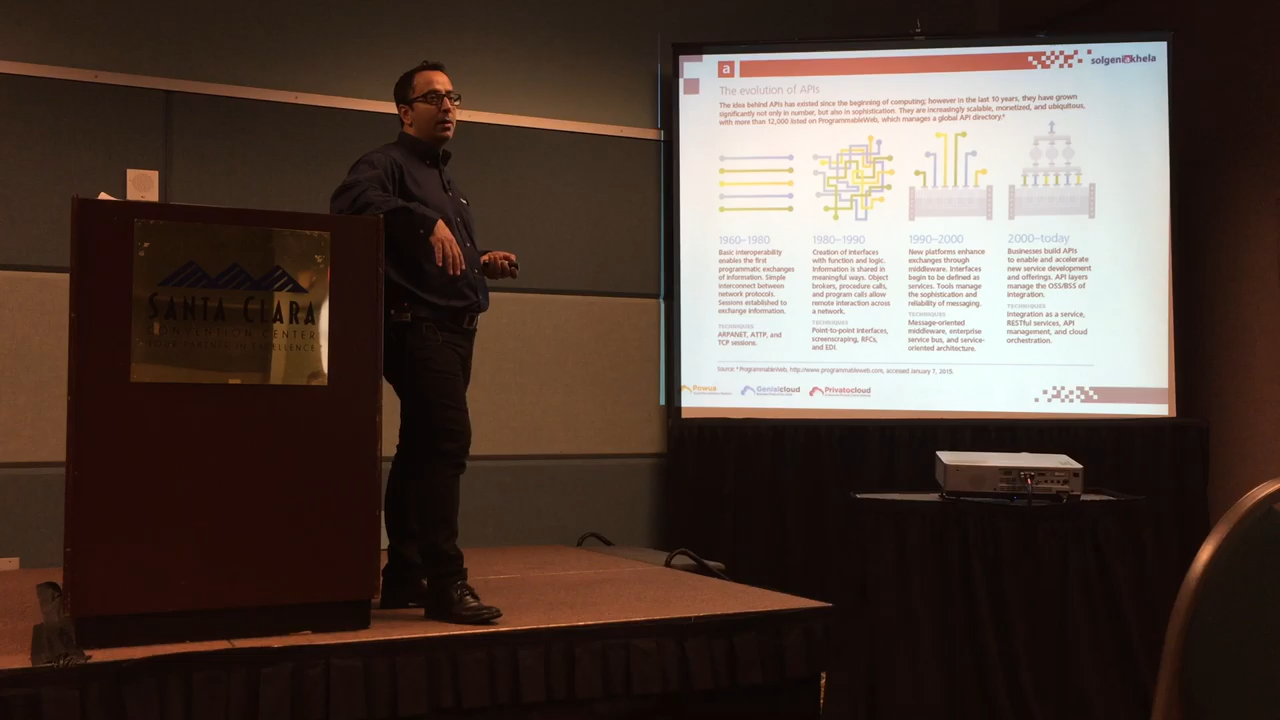 SANTA CLARA
CONVENTION CENTER
YOUR PARTNER IN EXCELLENCE
a
solgeniakhela
The evolution of APIs
The idea behind APIs has existed since the beginning of computing; however in the last 10 years, they have grown
significantly not only in number, but also in sophistication. They are increasingly scalable, monetized, and ubiquitous,
with more than 12,000 listed on ProgrammableWeb, which manages a global API directory.*
1960–1980
Basic interoperability
enables the first
programmatic exchanges
of information. Simple
interconnect between
network protocols.
Sessions established to
exchange information.
TECHNIQUES
ARPANET, ATTP, and
TCP sessions.
1980–1990
Creation of interfaces
with function and logic.
Information is shared in
meaningful ways. Object
brokers, procedure calls,
and program calls allow
remote interaction across
a network.
TECHNIQUES
Point-to-point interfaces,
screenscraping, RFCs,
and EDI.
1990–2000
New platforms enhance
exchanges through
middleware. Interfaces
begin to be defined as
services. Tools manage
the sophistication and
reliability of messaging.
TECHNIQUES
Message-oriented
middleware, enterprise
service bus, and service-
oriented architecture.
2000–today
Businesses build APIs
to enable and accelerate
new service development
and offerings. API layers
manage the OSS/BSS of
integration.
TECHNIQUES
Integration as a service,
RESTful services, API
management, and cloud
orchestration.
Source: * ProgrammableWeb, http://www.programmableweb.com, accessed January 7, 2015.
Powua
Genialcloud
Privatocloud